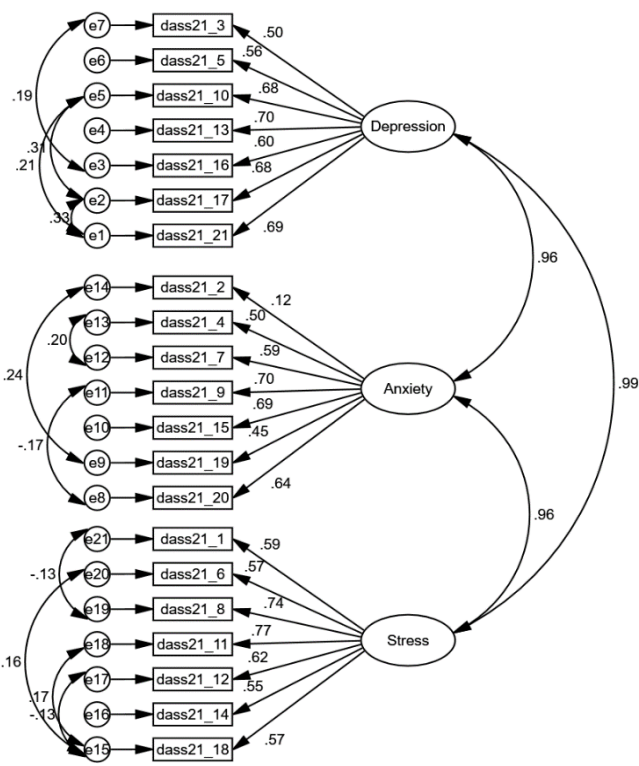 e7 dass21_3 .50
e6 dass21_5 .56
e5 dass21_10 .68
e4 dass21_13 .70 Depression
.19
e3 dass21_16 .60
.31
.21
e2 dass21_17 .68
.33
e1 dass21_21 .69
.96
e14 dass21_2 .12
e13 dass21_4 .50
.20
e12 dass21_7 .59
.24
.99
e11 dass21_9 .70 Anxiety
e10 dass21_15 .69
-.17
e9 dass21_19 .45
e8 dass21_20 .64
.96
e21 dass21_1 .59
-.13
e20 dass21_6 .57
e19 dass21_8 .74
e18 dass21_11 .77 Stress
.16
e17 dass21_12 .62
.17
-.13
e16 dass21_14 .55
e15 dass21_18 .57